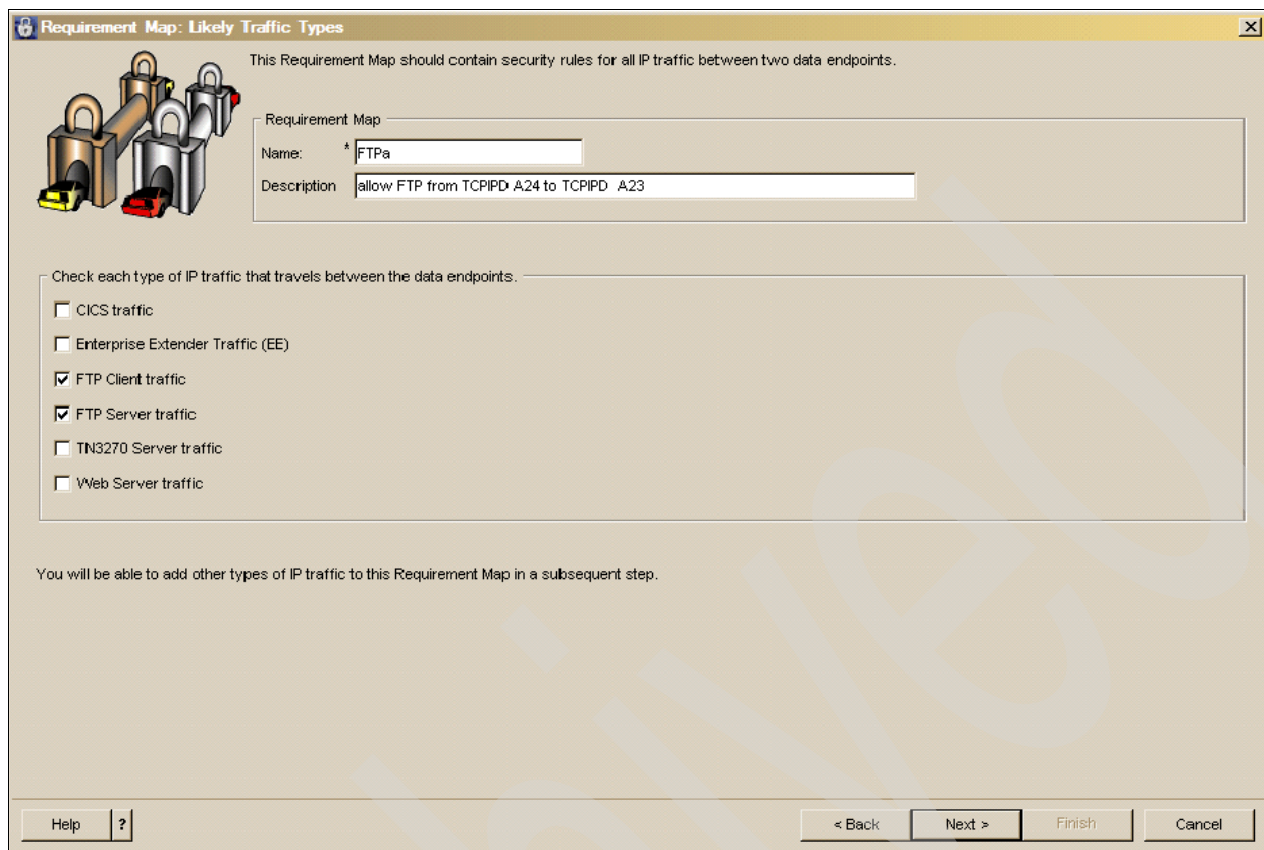 Requirement Map: Likely Traffic Types
This Requirement Map should contain security rules for all IP traffic between two data endpoints.
Requirement Map
Name: * FTPa
Description allow FTP from TCPIPD A24 to TCPIPD A23
Check each type of IP traffic that travels between the data endpoints.
CICS traffic
Enterprise Extender Traffic (EE)
FTP Client traffic
FTP Server traffic
TN3270 Server traffic
Web Server traffic
You will be able to add other types of IP traffic to this Requirement Map in a subsequent step.
Help ? < Back Next > Finish Cancel